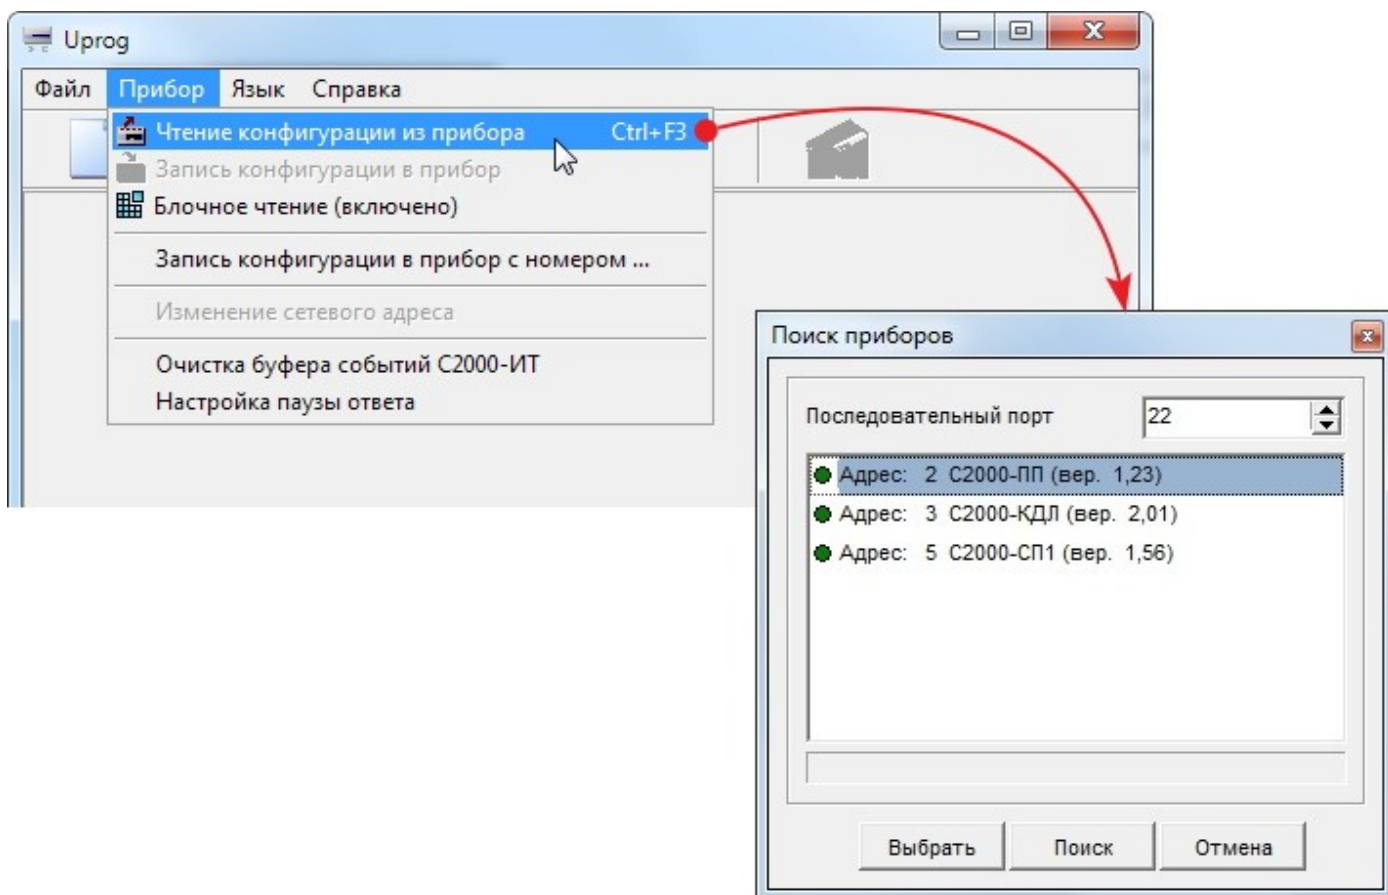 Uprog
Файл Прибор Язык Справка
Чтение конфигурации из прибора Ctrl+F3
Запись конфигурации в прибор
Блочное чтение (включено)
Запись конфигурации в прибор с номером ...
Изменение сетевого адреса
Очистка буфера событий С2000-ИТ
Настройка паузы ответа
Поиск приборов
Последовательный порт 22
Адрес: 2 С2000-ПП (вер. 1,23)
Адрес: 3 С2000-КДЛ (вер. 2,01)
Адрес: 5 С2000-СП1 (вер. 1,56)
Выбрать Поиск Отмена